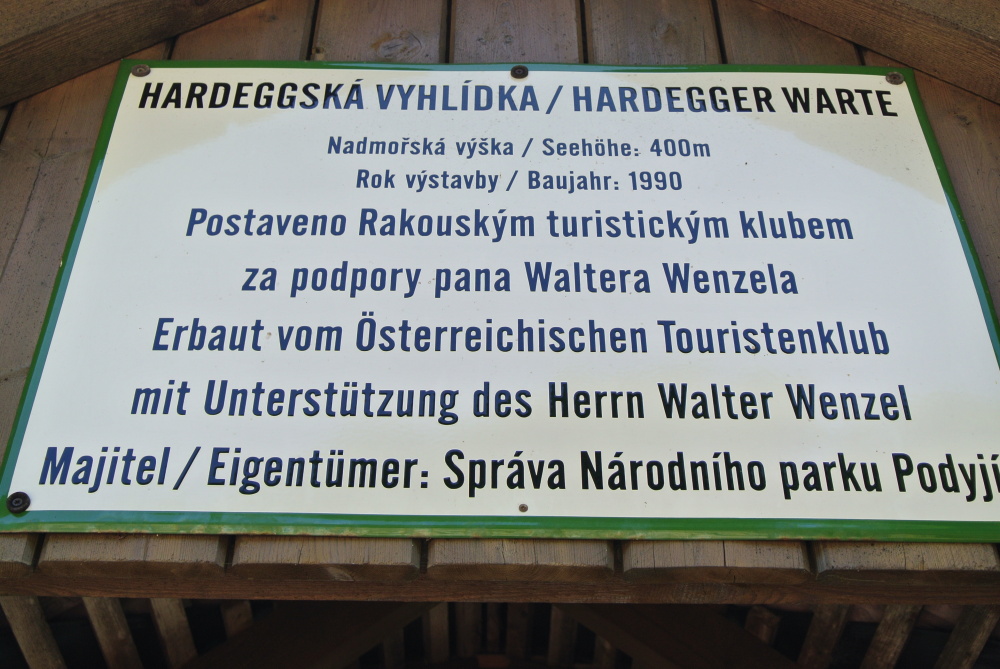 HARDEGGSKÁ VYHLÍDKA / HARDEGGER WARTE
Nadmořská výška / Seehöhe: 400m
Rok výstavby / Baujahr: 1990
Postaveno Rakouským turistickým klubem
za podpory pana Waltera Wenzela
Erbaut vom Österreichischen Touristenklub
mit Unterstützung des Herrn Walter Wenzel
Majitel / Eigentümer: Správa Národního parku Podyjí